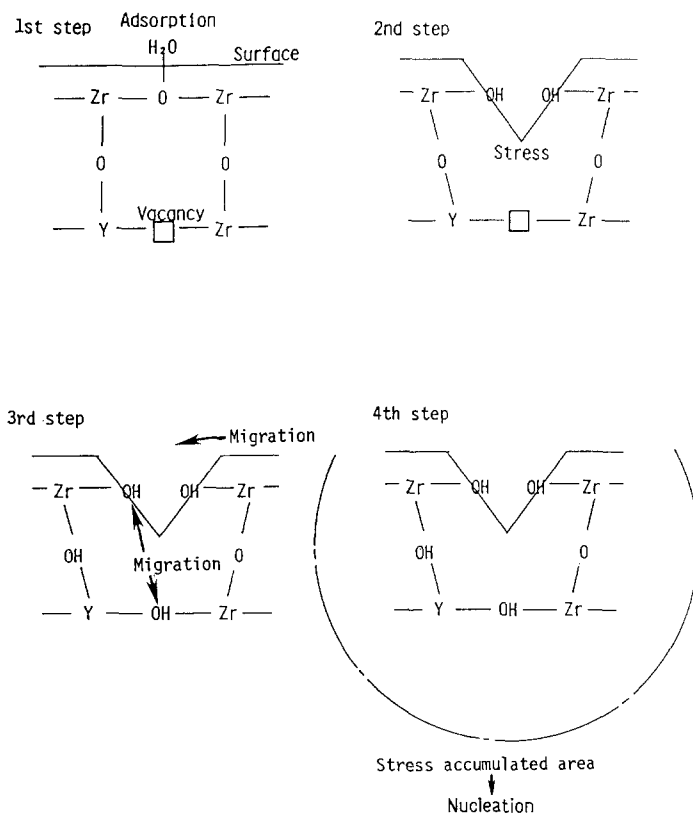 1st step
Adsorption
H2O
Surface
— Zr — O — Zr —
O O
Vacancy
— Y — □ — Zr —
2nd step
— Zr — OH OH — Zr —
Stress
O O
— Y — □ — Zr —
3rd step
Migration
— Zr — OH OH — Zr —
OH Migration O
— Y — OH — Zr —
4th step
— Zr — OH OH — Zr —
OH O
— Y — OH — Zr —
Stress accumulated area
Nucleation